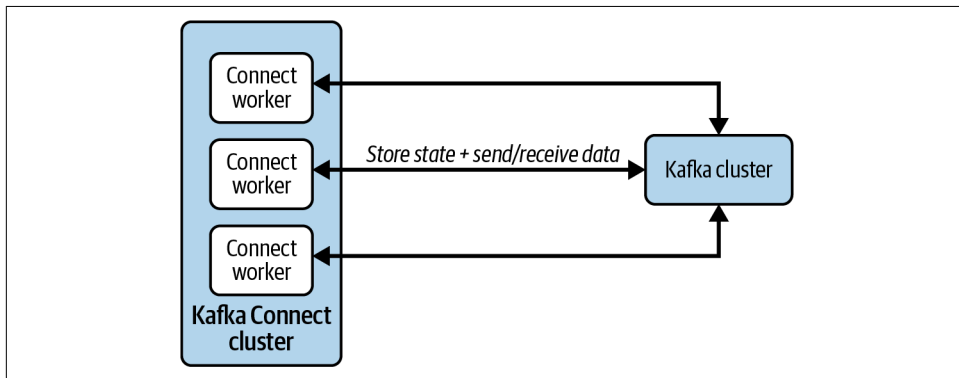 Connect
worker
Connect
worker
Connect
worker
Kafka Connect
cluster
Store state + send/receive data
Kafka cluster